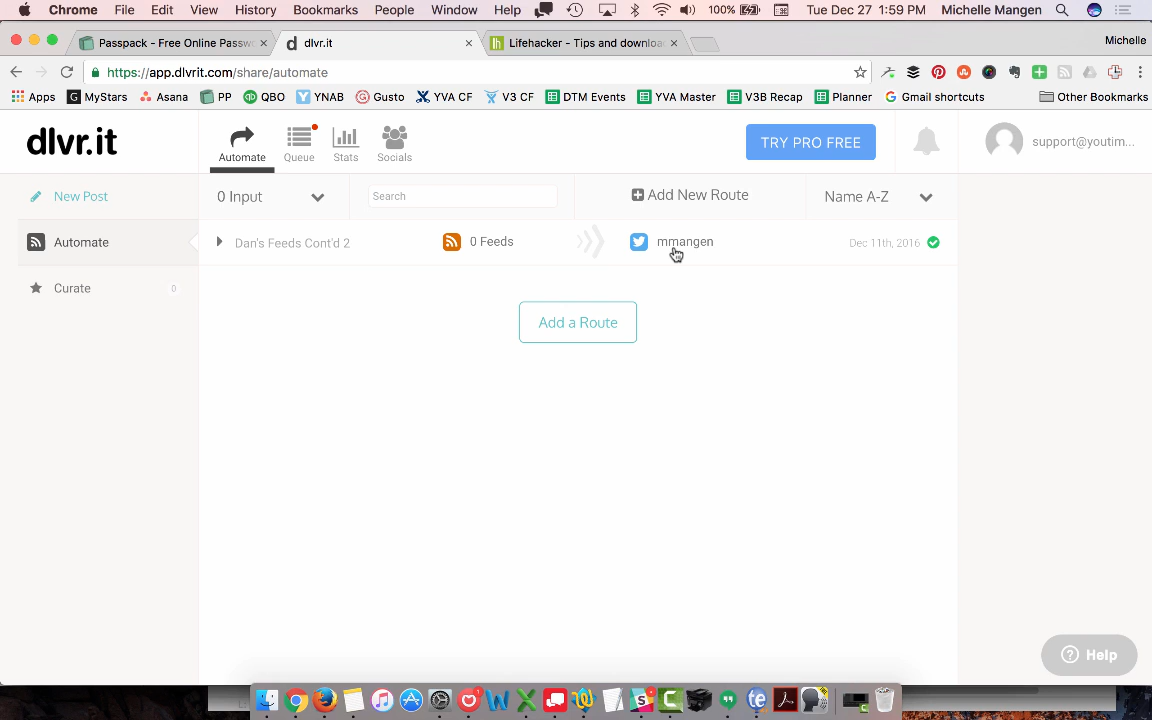 Chrome File Edit View History Bookmarks People Window Help 100% Tue Dec 27 1:59 PM Michelle Mangen
Passpack - Free Online Passw
dlvr.it
Lifehacker - Tips and downloa
Michelle
https://app.dlvrit.com/share/automate
Apps MyStars Asana PP QBO YNAB Gusto YVA CF V3 CF DTM Events YVA Master V3B Recap Planner Gmail shortcuts Other Bookmarks
dlvr.it
Automate
Queue
Stats
Socials
TRY PRO FREE
support@youtim...
New Post
0 Input
Search
Add New Route
Name A-Z
Automate
Dan's Feeds Cont'd 2
0 Feeds
mmangen
Dec 11th, 2016
Curate
0
Add a Route
Help